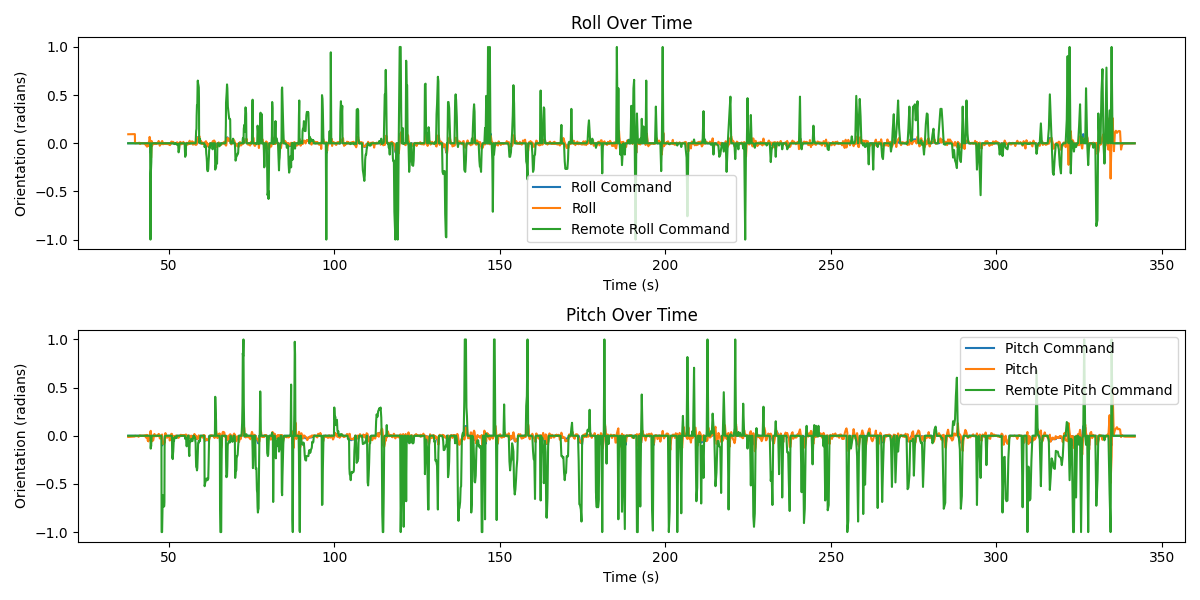 Roll Over Time
Orientation (radians)
1.0
0.5
0.0
−0.5
−1.0
Roll Command
Roll
Remote Roll Command
50
100
150
200
250
300
350
Time (s)
Pitch Over Time
Orientation (radians)
1.0
0.5
0.0
−0.5
−1.0
Pitch Command
Pitch
Remote Pitch Command
50
100
150
200
250
300
350
Time (s)